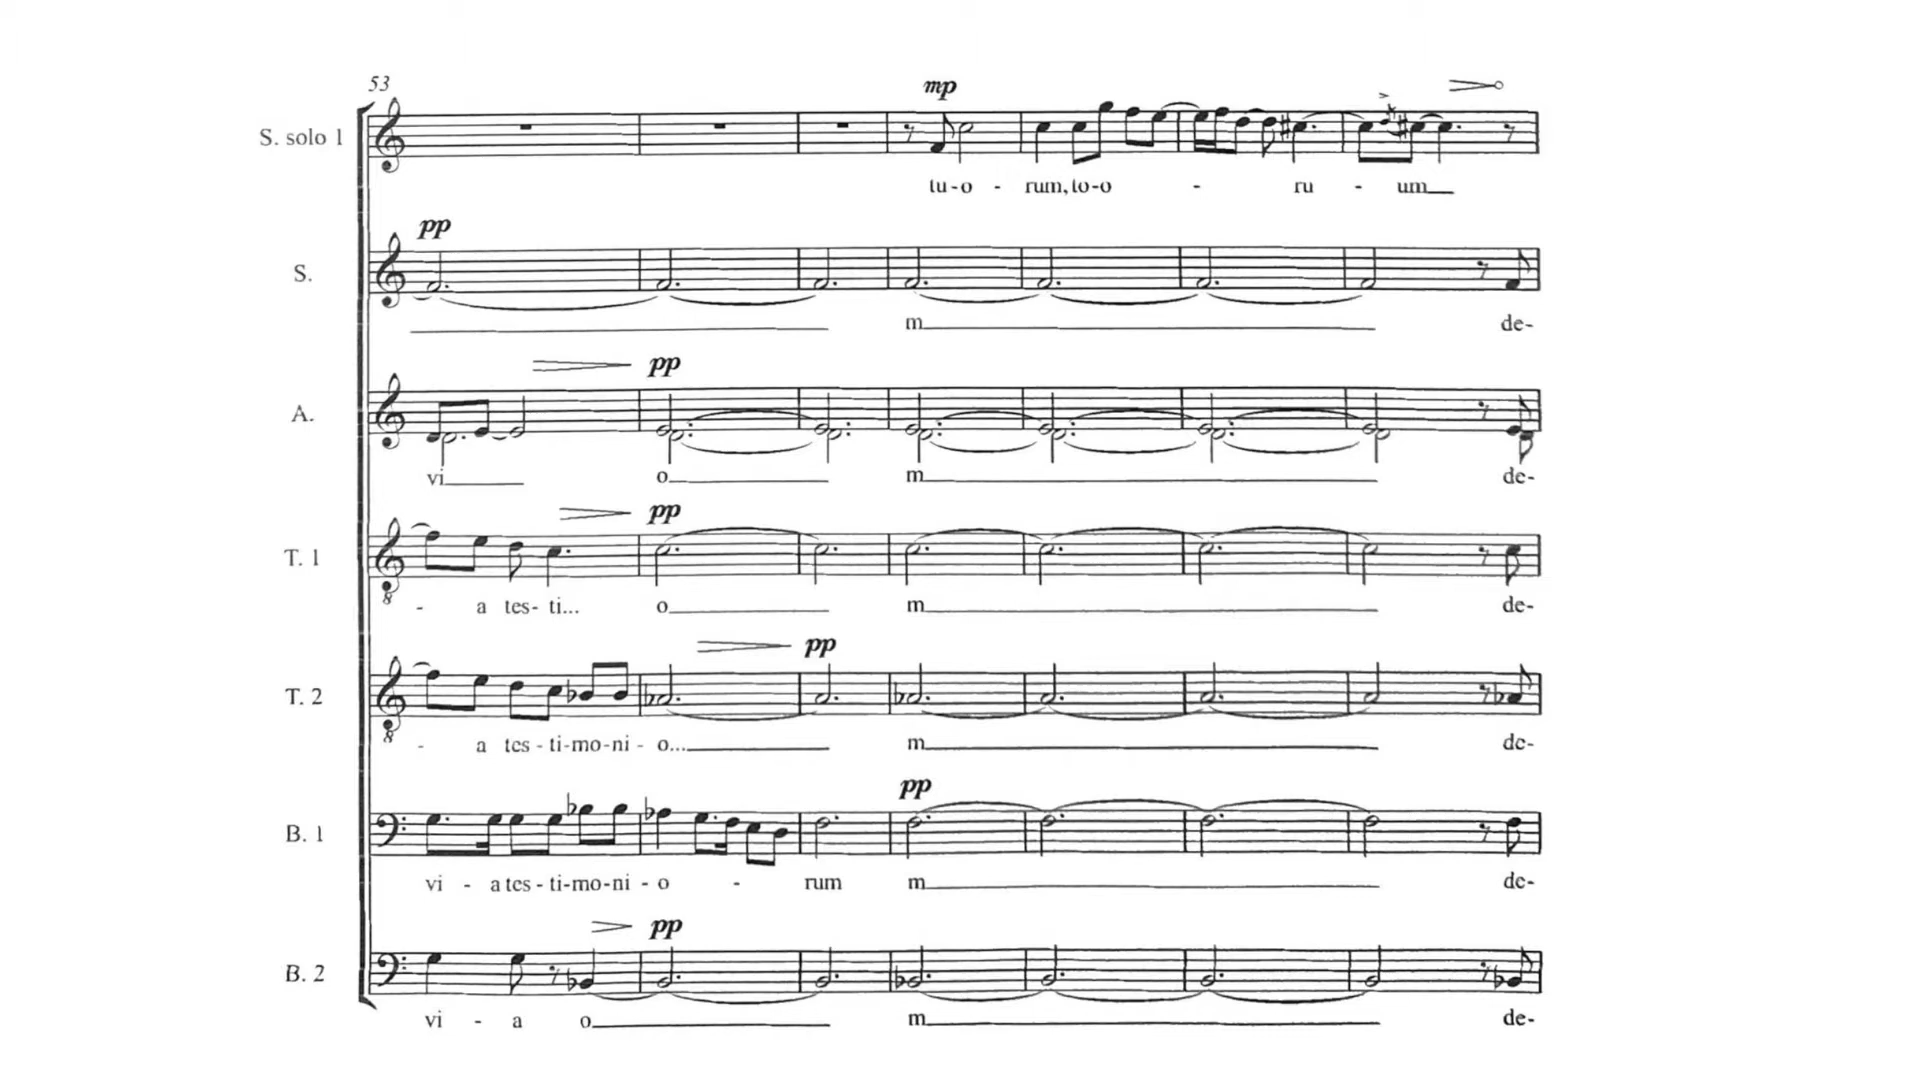 53
mp
S. solo 1
tu-o - rum, to-o - ru - um
pp
S.
m de-
pp
A.
vi o m de-
pp
T. 1
8
- a tes- ti... o m de-
pp
T. 2
8
- a tes - ti-mo-ni - o... m de-
pp
B. 1
vi - a tes - ti-mo-ni - o - rum m de-
pp
B. 2
vi - a o m de-